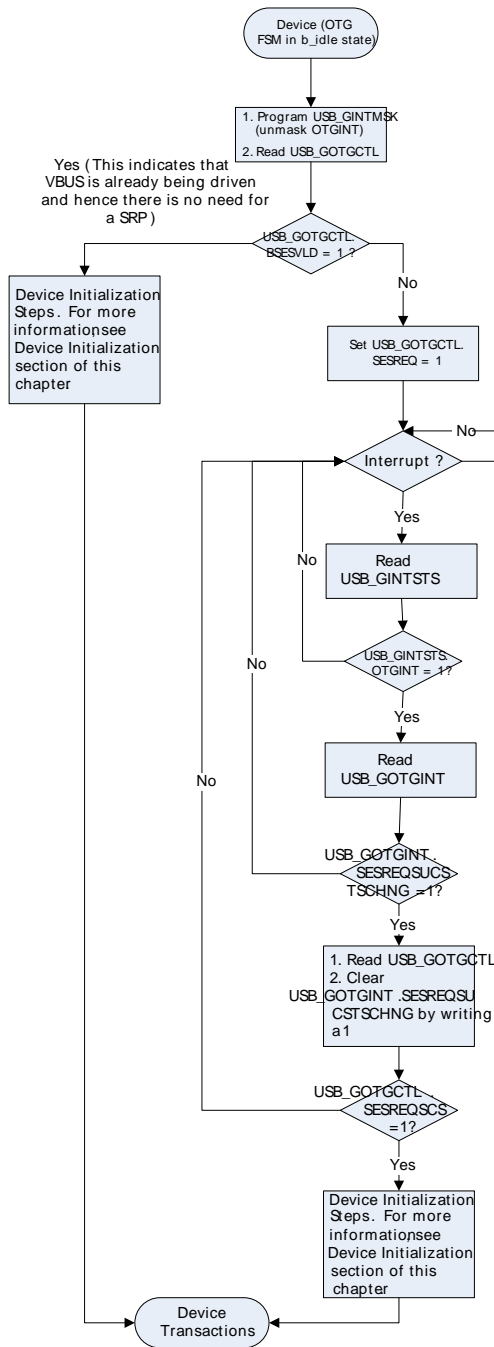 Device (OTG
FSM in b_idle state)
1. Program USB_GINTMSK
(unmask OTGINT)
2. Read USB_GOTGCTL
Yes (This indicates that
VBUS is already being driven
and hence there is no need for
a SRP)
USB_GOTGCTL.
BSESVLD = 1 ?
No
Device Initialization
Steps. For more
information, see
Device Initialization
section of this
chapter
Set USB_GOTGCTL.
SESREQ = 1
No
Interrupt ?
Yes
No
Read
USB_GINTSTS
No
USB_GINTSTS.
OTGINT = 1?
Yes
Read
USB_GOTGINT
No
USB_GOTGINT .
SESREQSUCS
TSCHNG =1?
Yes
1. Read USB_GOTGCTL
2. Clear
USB_GOTGINT .SESREQSU
CSTSCHNG by writing
a 1
USB_GOTGCTL .
SESREQSCS
=1?
Yes
Device Initialization
Steps. For more
information, see
Device Initialization
section of this
chapter
Device
Transactions